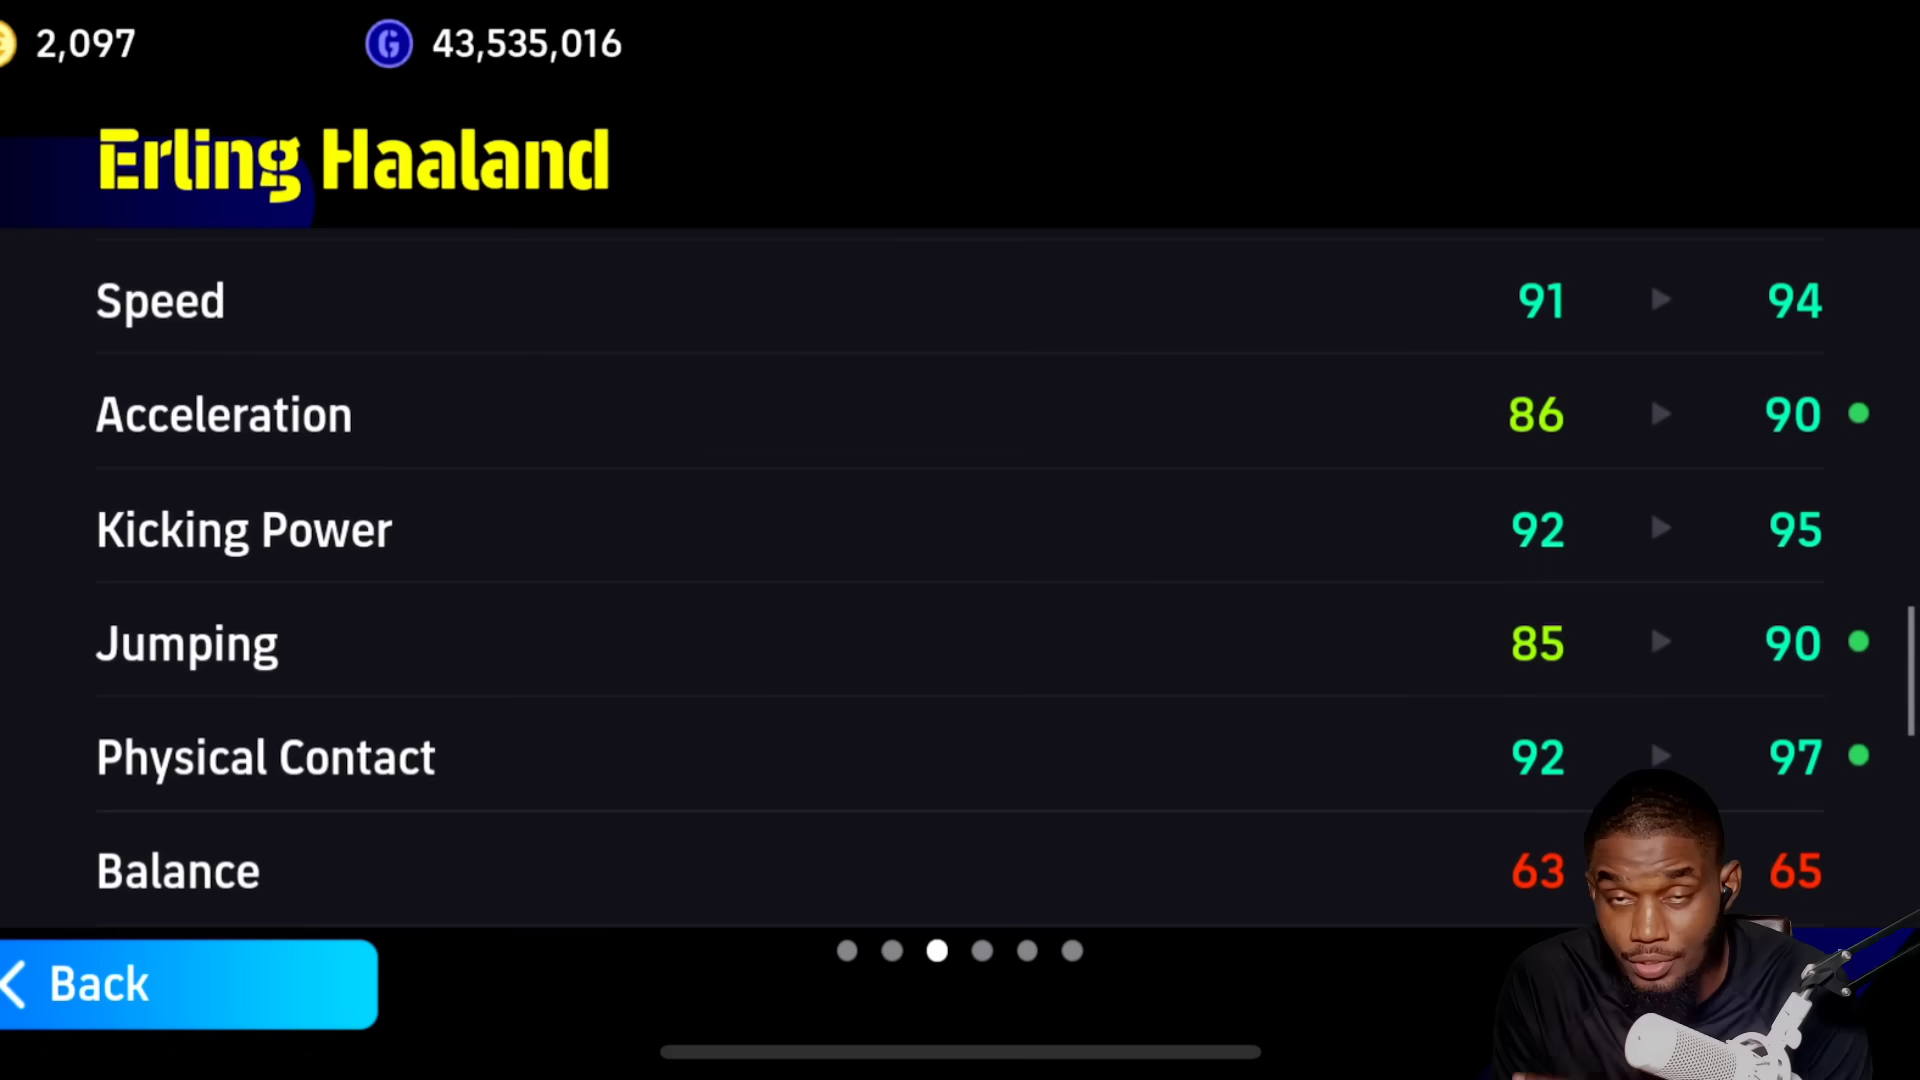 2,097
43,535,016
Erling Haaland
Speed 91 94
Acceleration 86 90
Kicking Power 92 95
Jumping 85 90
Physical Contact 92 97
Balance 63 65
Back